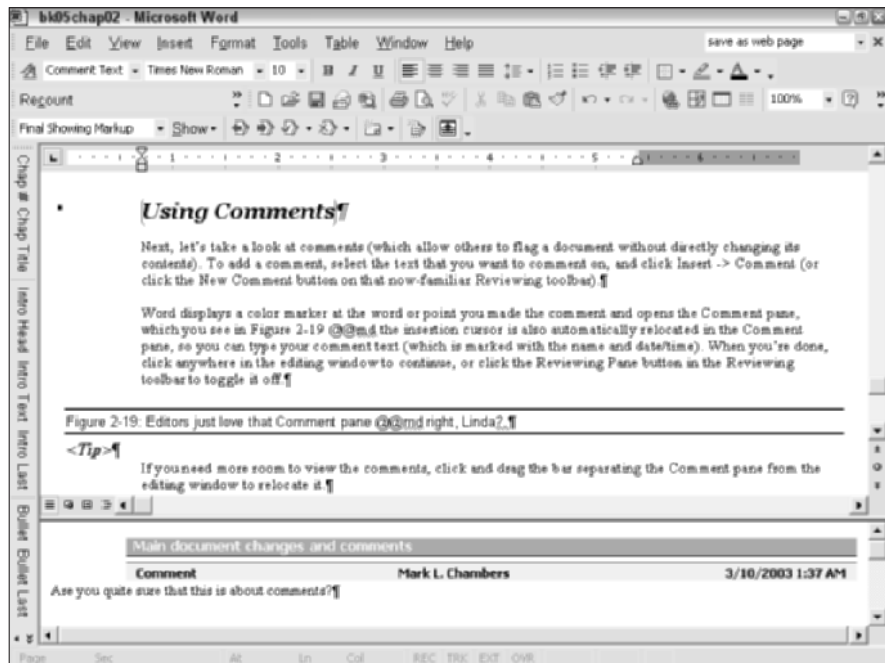 bk05chap02 - Microsoft Word
File Edit View Insert Format Tools Table Window Help save as web page
Comment Text Times New Roman 10 B I U A
Recount 100%
Final Showing Markup Show
1 2 3 4 5 6
Chap # Chap Title Intro Head Intro Text Intro Last Bullet Bullet Last
Using Comments¶
Next, let's take a look at comments (which allow others to flag a document without directly changing its
contents). To add a comment, select the text that you want to comment on, and click Insert -> Comment (or
click the New Comment button on that now-familiar Reviewing toolbar).¶
Word displays a color marker at the word or point you made the comment and opens the Comment pane,
which you see in Figure 2-19 @@md the insertion cursor is also automatically relocated in the Comment
pane, so you can type your comment text (which is marked with the name and date/time). When you're done,
click anywhere in the editing window to continue, or click the Reviewing Pane button in the Reviewing
toolbar to toggle it off.¶
Figure 2-19: Editors just love that Comment pane @@md right, Linda?.¶
<Tip>¶
If you need more room to view the comments, click and drag the bar separating the Comment pane from the
editing window to relocate it.¶
Main document changes and comments
Comment Mark L. Chambers 3/10/2003 1:37 AM
Are you quite sure that this is about comments?¶
Page Sec At Ln Col REC TRK EXT OVR